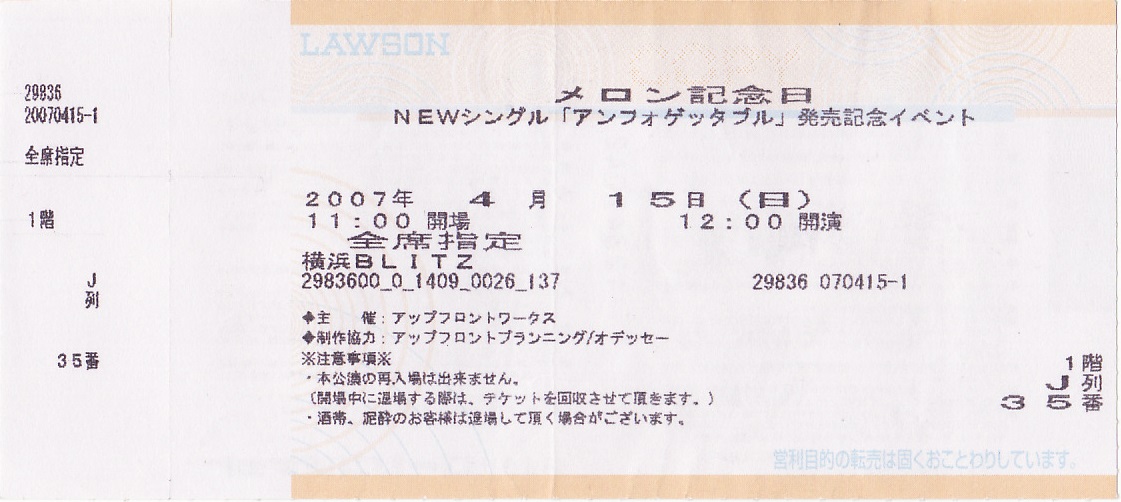 LAWSON
COPY
29836
20070415-1
全席指定
1階
J
列
35番
メロン記念日
NEWシングル「アンフォゲッタブル」発売記念イベント
2007年 4 月 15日(日)
11:00 開場 12:00 開演
全席指定
横浜BLITZ
2983600_0_1409_0026_137 29836 070415-1
◆主 催:アップフロントワークス
◆制作協力:アップフロントプランニング/オデッセー
※注意事項※
・本公演の再入場は出来ません。
(開場中に退場する際は、チケットを回収させて頂きます。)
・酒帯、泥酔のお客様は退場して頂く場合がございます。
1階
J列
35番
営利目的の転売は固くおことわりしています。